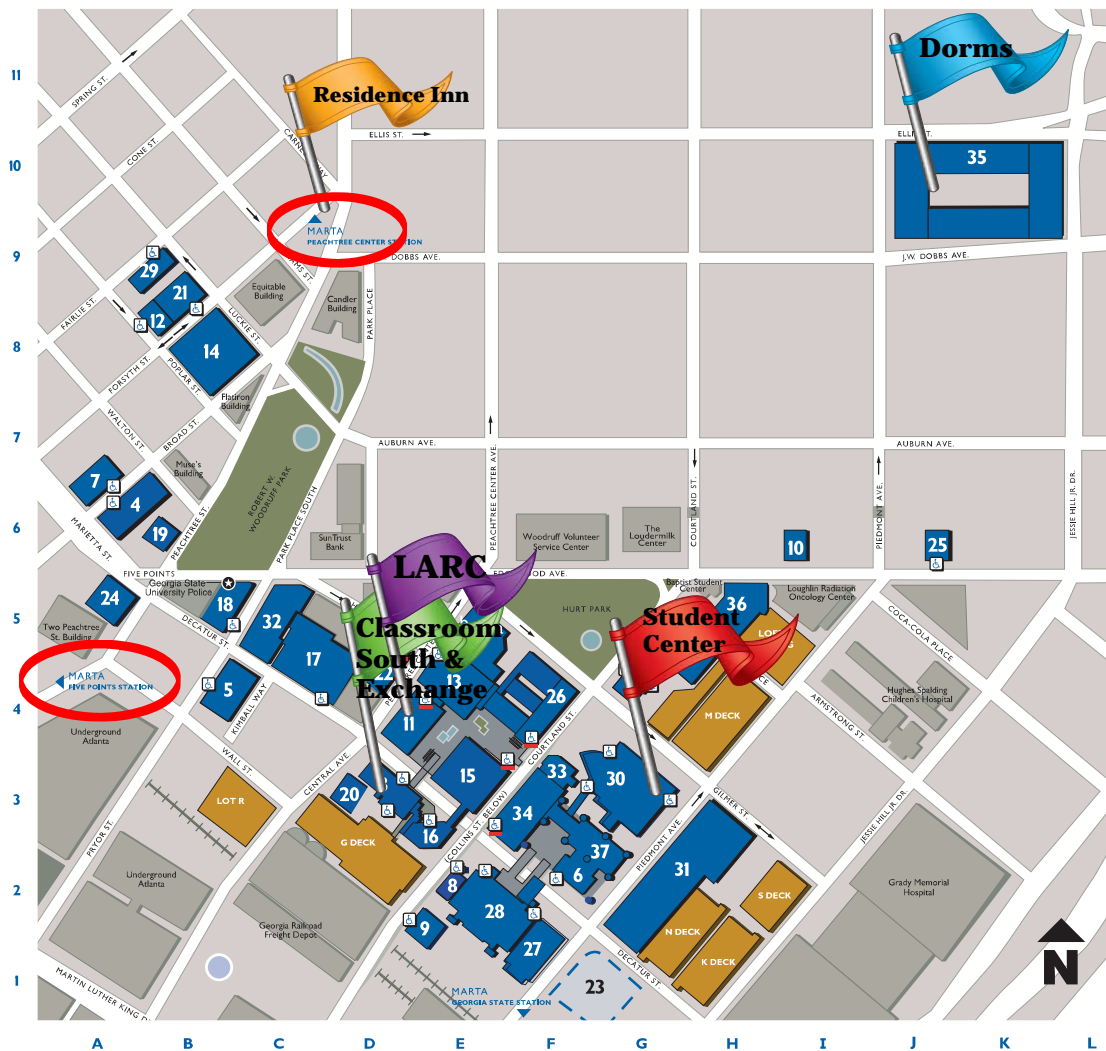 11
10
9
8
7
6
5
4
3
2
1
A
B
C
D
E
F
G
H
I
J
K
L
Residence Inn
Dorms
LARC
Classroom
South &
Exchange
Student
Center
SPRING ST.
CONE ST.
ELLIS ST.
35
MARTA
PEACHTREE CENTER STATION
DOBBS AVE.
J.W. DOBBS AVE.
29
21
12
14
Equitable
Building
Candler
Building
PARK PLACE
FAIRLIE ST.
LUCKIE ST.
FORSYTH ST.
POPLAR ST.
Flatiron
Building
WALTON ST.
BROAD ST.
AUBURN AVE.
AUBURN AVE.
Muse's
Building
7
4
19
MARIETTA ST.
PEACHTREE ST.
ROBERT W.
WOODRUFF PARK
PARK PLACE SOUTH
SunTrust
Bank
PEACHTREE CENTER AVE.
Woodruff Volunteer
Service Center
The
Loudermilk
Center
COURTLAND ST.
10
PIEDMONT AVE.
25
JESSIE HILL JR. DR.
FIVE POINTS
Georgia State
University Police
24
18
32
17
DECATUR ST.
Two Peachtree
St. Building
MARTA
FIVE POINTS STATION
5
KIMBALL WAY
HURT PARK
Baptist Student
Center
36
Loughlin Radiation
Oncology Center
COCA-COLA PLACE
Hughes Spalding
Children's Hospital
ARMSTRONG ST.
M DECK
13
26
11
COURTLAND ST.
Underground
Atlanta
WALL ST.
CENTRAL AVE
LOT R
20
15
16
33
30
34
37
6
G DECK
(COLLINS ST. BELOW)
GILMER ST.
JESSIE HILL JR. DR.
PIEDMONT AVE.
31
S DECK
N DECK
K DECK
Grady Memorial
Hospital
PRYOR ST.
Underground
Atlanta
Georgia Railroad
Freight Depot
8
28
9
27
23
DECATUR ST.
MARTA
GEORGIA STATE STATION
N